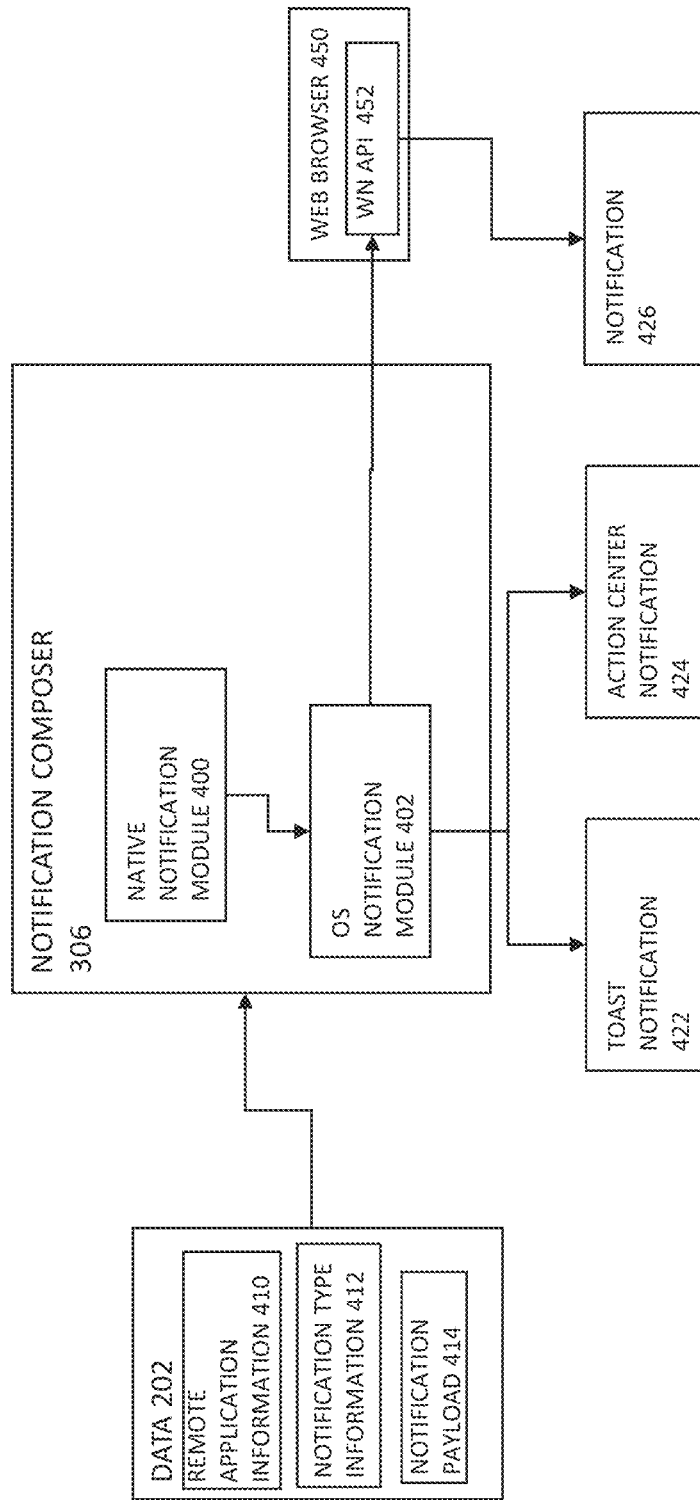 DATA 202
REMOTE
APPLICATION
INFORMATION 410
NOTIFICATION TYPE
INFORMATION 412
NOTIFICATION
PAYLOAD 414
NOTIFICATION COMPOSER
306
NATIVE
NOTIFICATION
MODULE 400
OS
NOTIFICATION
MODULE 402
WEB BROWSER 450
WN API 452
TOAST
NOTIFICATION
422
ACTION CENTER
NOTIFICATION
424
NOTIFICATION
426